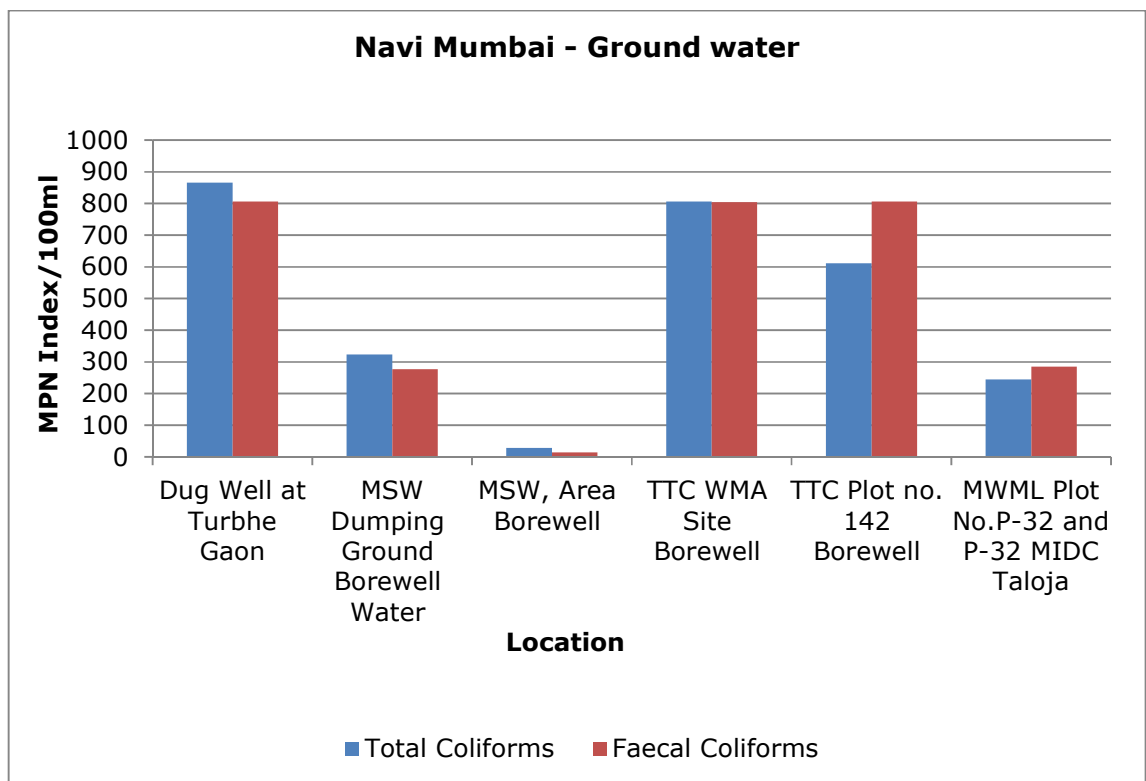 Navi Mumbai - Ground water
MPN Index/100ml
1000
900
800
700
600
500
400
300
200
100
0
Dug Well at
Turbhe
Gaon
MSW
Dumping
Ground
Borewell
Water
MSW, Area
Borewell
TTC WMA
Site
Borewell
TTC Plot no.
142
Borewell
MWML Plot
No.P-32 and
P-32 MIDC
Taloja
Location
Total Coliforms
Faecal Coliforms